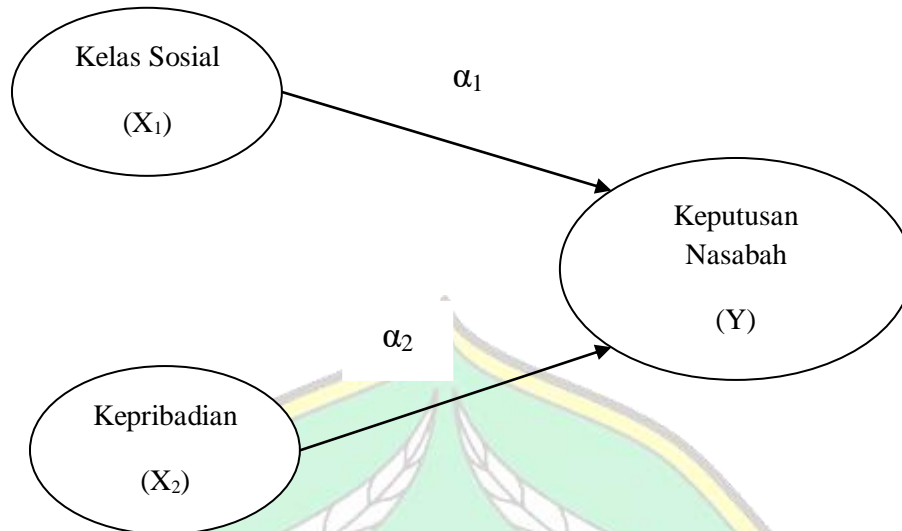 Kelas Sosial
(X₁)
α₁
Keputusan
Nasabah
(Y)
α₂
Kepribadian
(X₂)